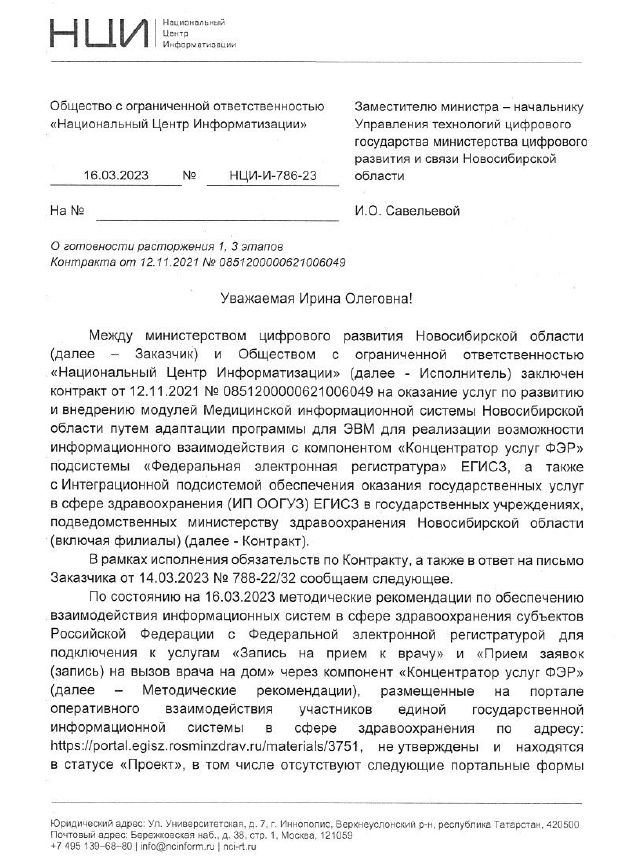 НЦИ
Национальный
Центр
Информатизации
Общество с ограниченной ответственностью
«Национальный Центр Информатизации»
16.03.2023 № НЦИ-И-786-23
На №
Заместителю министра – начальнику
Управления технологий цифрового
государства министерства цифрового
развития и связи Новосибирской
области
И.О. Савельевой
О готовности расторжения 1, 3 этапов
Контракта от 12.11.2021 № 0851200000621006049
Уважаемая Ирина Олеговна!
Между министерством цифрового развития Новосибирской области
(далее – Заказчик) и Обществом с ограниченной ответственностью
«Национальный Центр Информатизации» (далее - Исполнитель) заключен
контракт от 12.11.2021 № 0851200000621006049 на оказание услуг по развитию
и внедрению модулей Медицинской информационной системы Новосибирской
области путем адаптации программы для ЭВМ для реализации возможности
информационного взаимодействия с компонентом «Концентратор услуг ФЭР»
подсистемы «Федеральная электронная регистратура» ЕГИСЗ, а также
с Интеграционной подсистемой обеспечения оказания государственных услуг
в сфере здравоохранения (ИП ООГУЗ) ЕГИСЗ в государственных учреждениях,
подведомственных министерству здравоохранения Новосибирской области
(включая филиалы) (далее - Контракт).
В рамках исполнения обязательств по Контракту, а также в ответ на письмо
Заказчика от 14.03.2023 № 788-22/32 сообщаем следующее.
По состоянию на 16.03.2023 методические рекомендации по обеспечению
взаимодействия информационных систем в сфере здравоохранения субъектов
Российской Федерации с Федеральной электронной регистратурой для
подключения к услугам «Запись на прием к врачу» и «Прием заявок
(запись) на вызов врача на дом» через компонент «Концентратор услуг ФЭР»
(далее – Методические рекомендации), размещенные на портале
оперативного взаимодействия участников единой государственной
информационной системы в сфере здравоохранения по адресу:
https://portal.egisz.rosminzdrav.ru/materials/3751, не утверждены и находятся
в статусе «Проект», в том числе отсутствуют следующие портальные формы
Юридический адрес: Ул. Университетская, д. 7, г. Иннополис, Верхнеуслонский р-н, республика Татарстан, 420500
Почтовый адрес: Бережковская наб., д. 38, стр. 1, Москва, 121059
+7 495 139–68–80 | info@ncinform.ru | nci-rt.ru